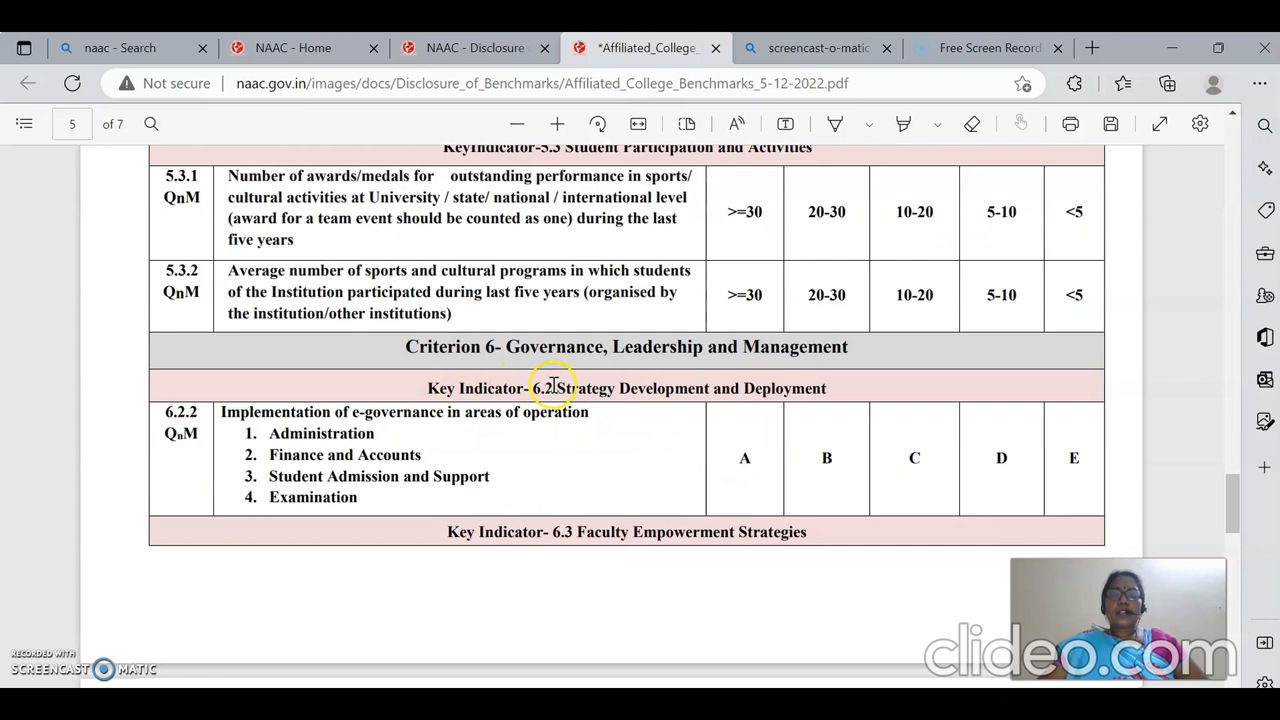 naac - Search
NAAC - Home
NAAC - Disclosure
*Affiliated_College_
screencast-o-matic
Free Screen Record
Not secure
naac.gov.in/images/docs/Disclosure_of_Benchmarks/Affiliated_College_Benchmarks_5-12-2022.pdf
5 of 7
KeyIndicator-5.3 Student Participation and Activities
5.3.1
QnM
Number of awards/medals for outstanding performance in sports/
cultural activities at University / state/ national / international level
(award for a team event should be counted as one) during the last
five years
>=30
20-30
10-20
5-10
<5
5.3.2
QnM
Average number of sports and cultural programs in which students
of the Institution participated during last five years (organised by
the institution/other institutions)
>=30
20-30
10-20
5-10
<5
Criterion 6- Governance, Leadership and Management
Key Indicator- 6.2 Strategy Development and Deployment
6.2.2
QnM
Implementation of e-governance in areas of operation
1. Administration
2. Finance and Accounts
3. Student Admission and Support
4. Examination
A
B
C
D
E
Key Indicator- 6.3 Faculty Empowerment Strategies
RECORDED WITH
SCREENCAST MATIC
clideo.com